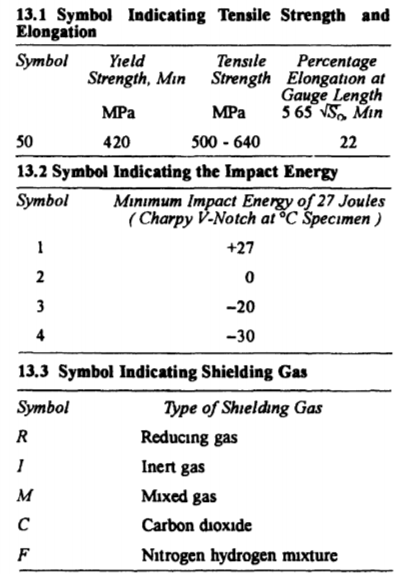 13.1 Symbol Indicating Tensile Strength and
Elongation
Symbol Yield Tensile Percentage
Strength, Min Strength Elongation at
Gauge Length
MPa MPa 5 65 √S₀, Min
50 420 500 - 640 22
13.2 Symbol Indicating the Impact Energy
Symbol Minimum Impact Energy of 27 Joules
( Charpy V-Notch at °C Specimen )
1 +27
2 0
3 −20
4 −30
13.3 Symbol Indicating Shielding Gas
Symbol Type of Shielding Gas
R Reducing gas
I Inert gas
M Mixed gas
C Carbon dioxide
F Nitrogen hydrogen mixture